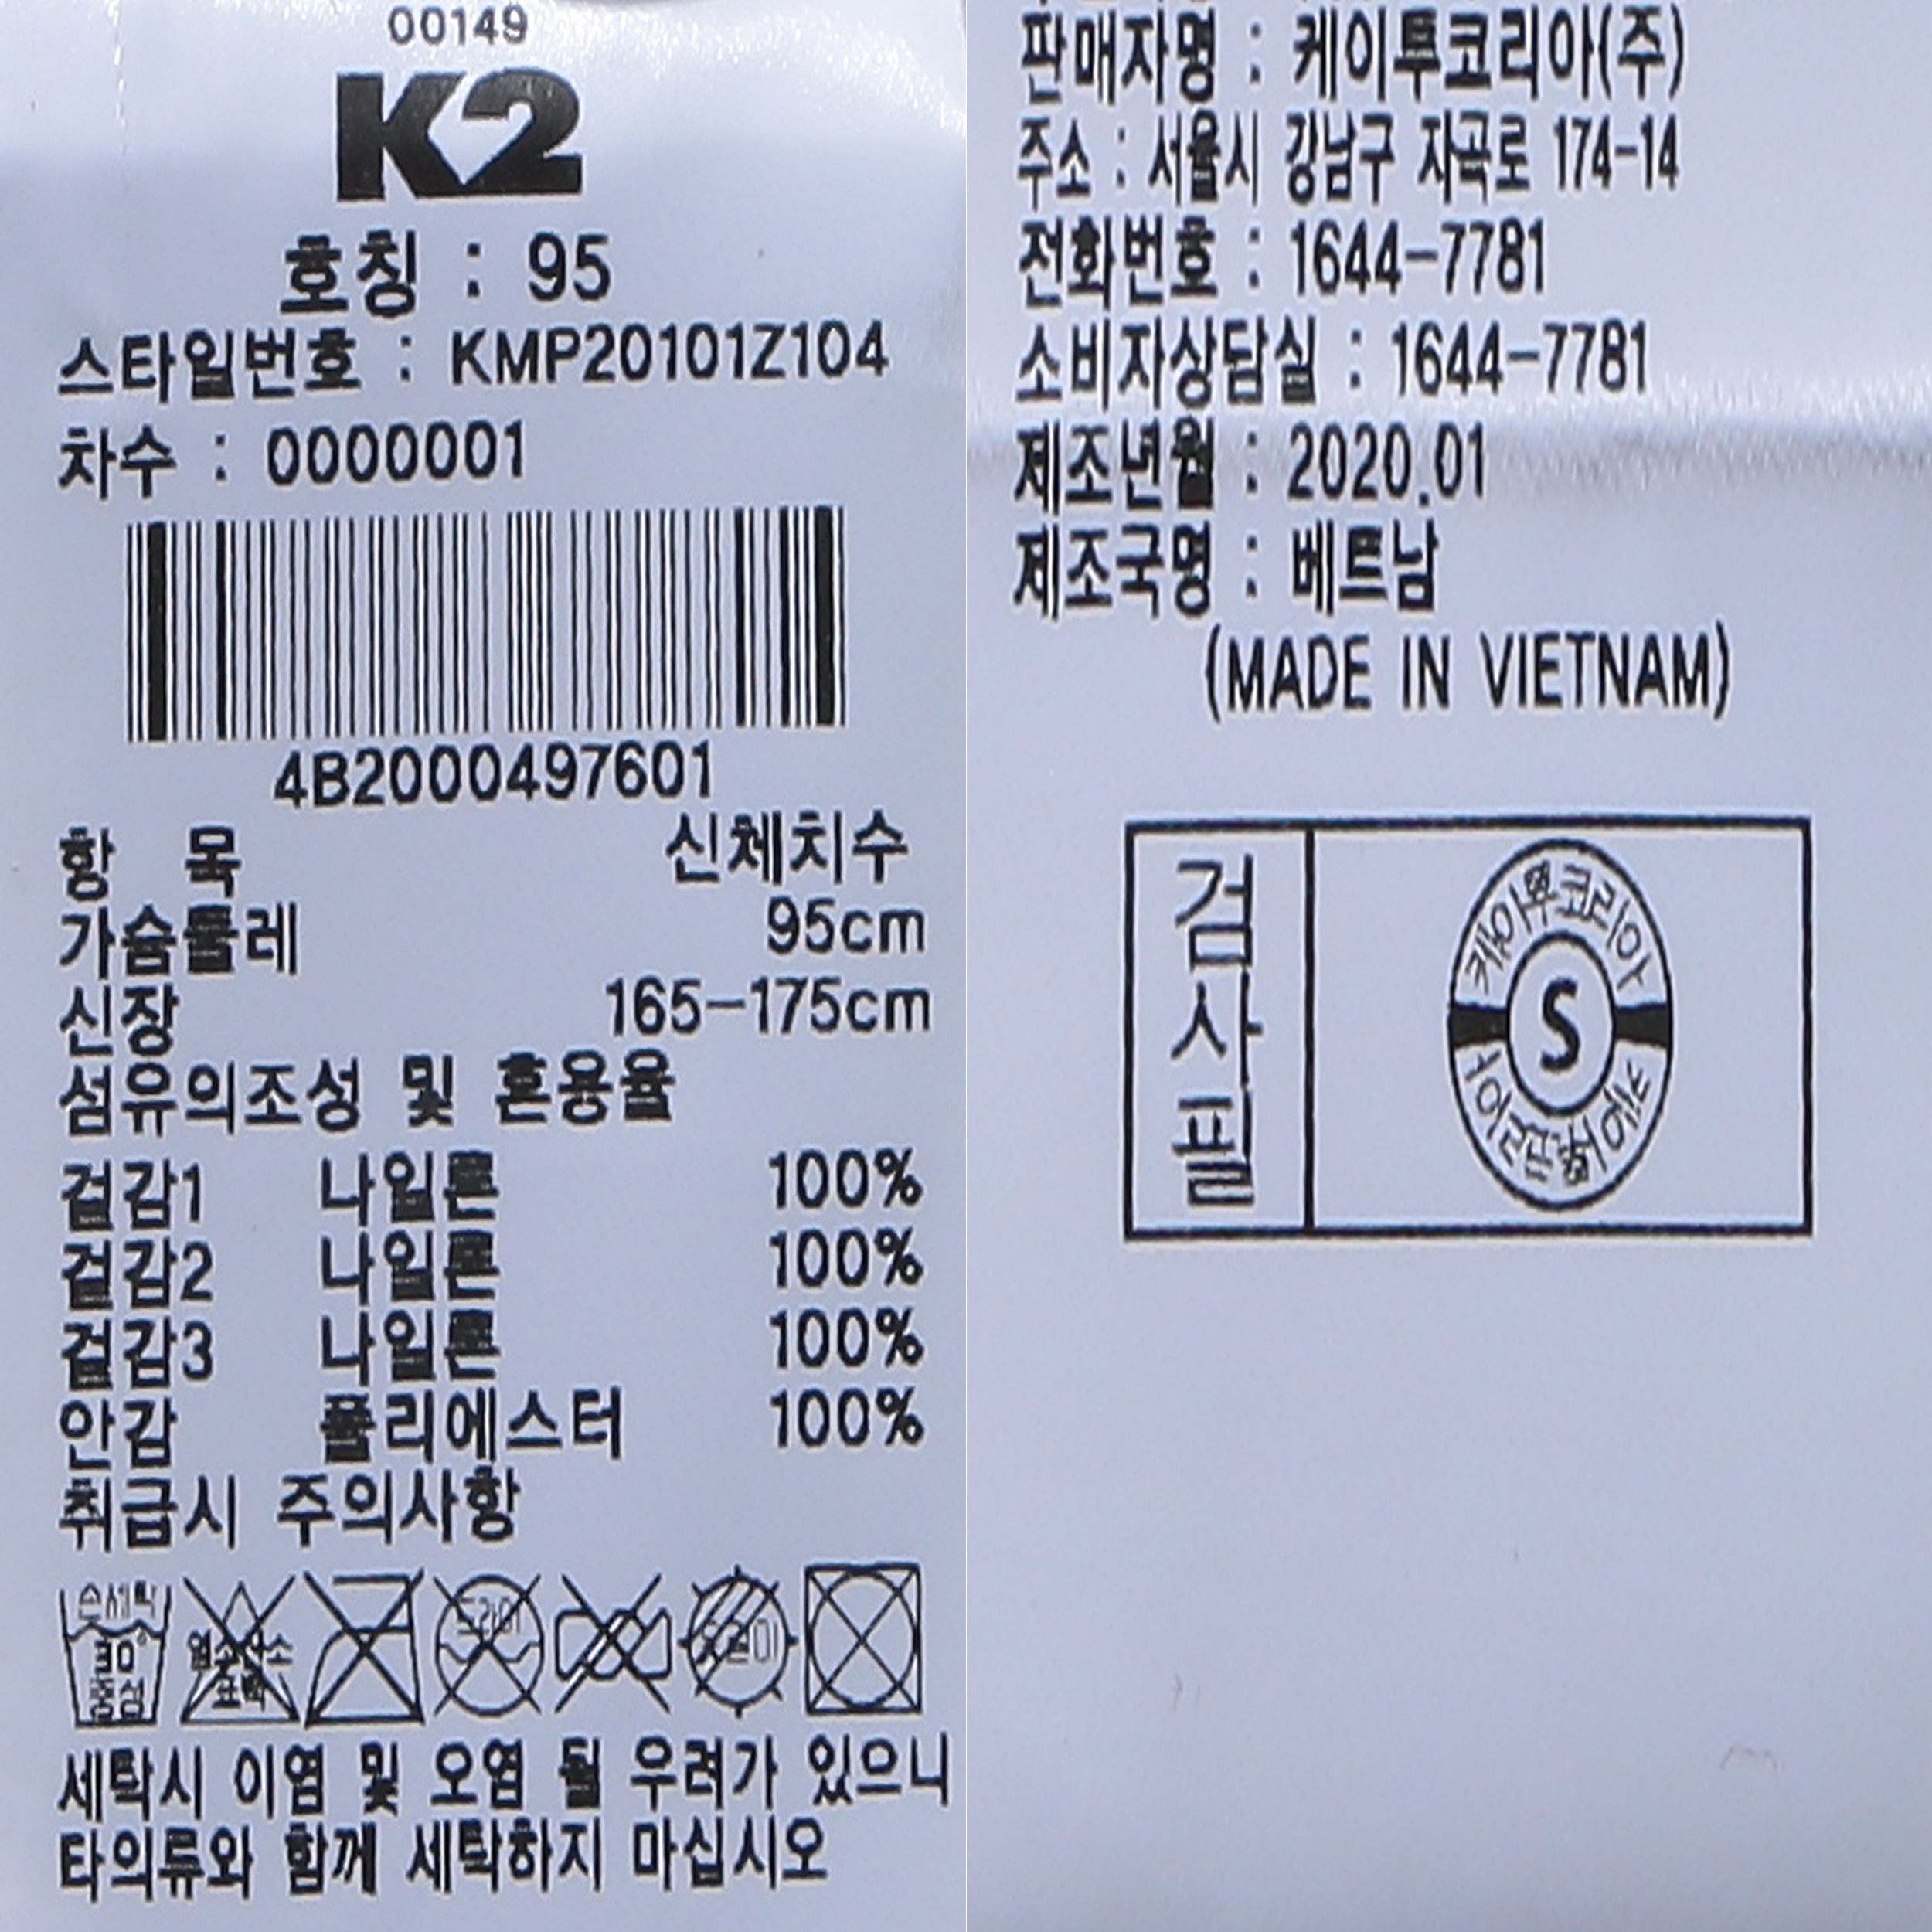 00149
K2
호칭 : 95
스타일번호 : KMP20101Z104
차수 : 0000001
4B2000497601
항 목 신체치수
가슴둘레 95cm
신장 165-175cm
섬유의조성 및 혼용율
겉감1 나일론 100%
겉감2 나일론 100%
겉감3 나일론 100%
안감 폴리에스터 100%
취급시 주의사항
손세탁
중성
염소산소
표백
드라이
세탁시 이염 및 오염 될 우려가 있으니
타의류와 함께 세탁하지 마십시오
판매자명 : 케이투코리아(주)
주소 : 서울시 강남구 자곡로 174-14
전화번호 : 1644-7781
소비자상담실 : 1644-7781
제조년월 : 2020.01
제조국명 : 베트남
(MADE IN VIETNAM)
검사필
케이투코리아
S